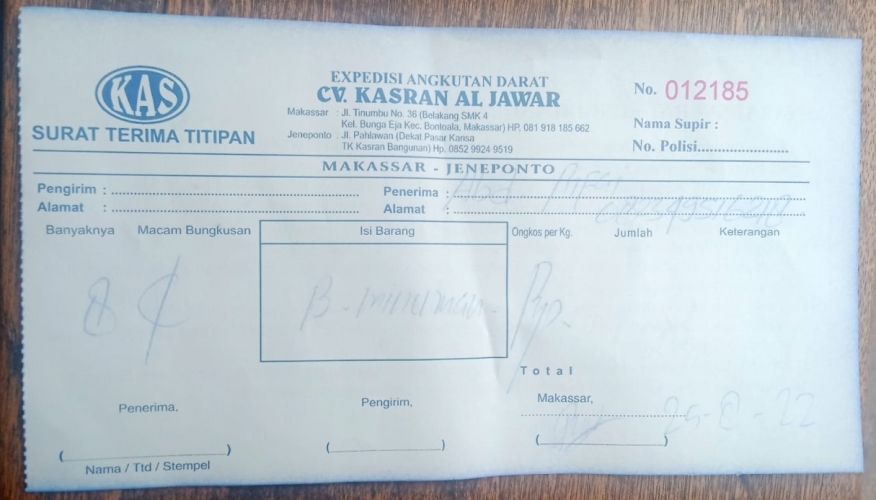 KAS
SURAT TERIMA TITIPAN
EXPEDISI ANGKUTAN DARAT
CV. KASRAN AL JAWAR
Makassar : Jl. Tinumbu No. 36 (Belakang SMK 4
Kel. Bunga Eja Kec. Bontoala, Makassar) HP. 081 918 185 662
Jeneponto : Jl. Pahlawan (Dekat Pasar Karisa
TK Kasran Bangunan) Hp. 0852 9924 9519
No. 012185
Nama Supir :
No. Polisi.......................
MAKASSAR - JENEPONTO
Pengirim : ..............................................................
Alamat : ..............................................................
Penerima : Abd
Alamat :
Banyaknya Macam Bungkusan Isi Barang Ongkos per Kg. Jumlah Keterangan
8 B - minuman - Rp.
Total
Penerima. Pengirim, Makassar, 25-8-22
(____________________) (____________________) (____________________)
Nama / Ttd / Stempel